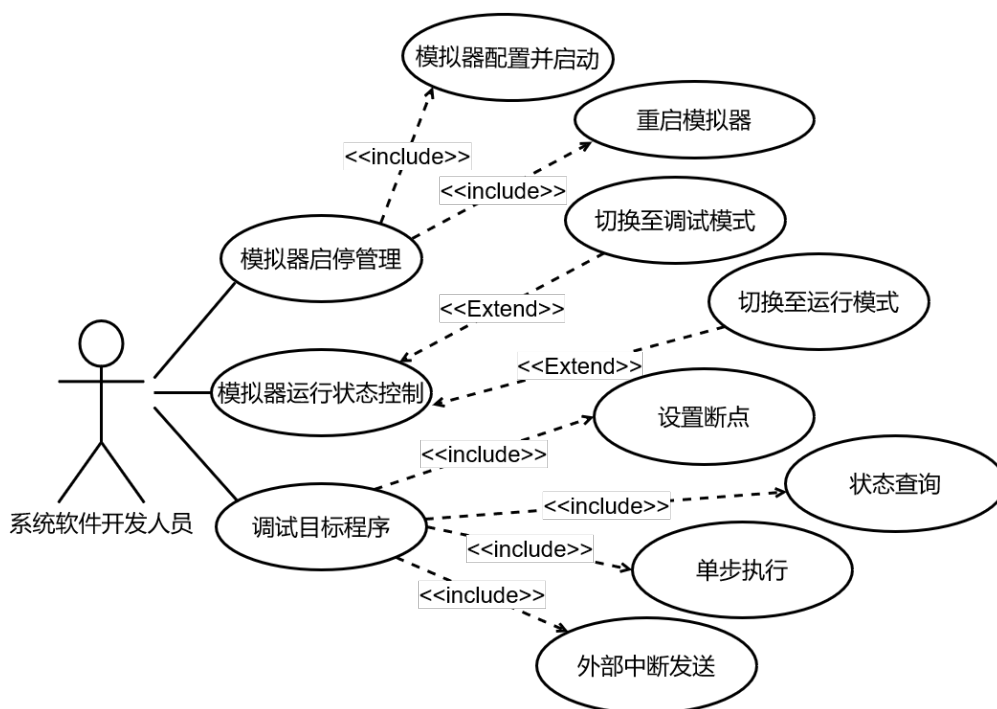 模拟器配置并启动
重启模拟器
<<include>>
<<include>>
切换至调试模式
模拟器启停管理
<<Extend>>
切换至运行模式
<<Extend>>
模拟器运行状态控制
设置断点
<<include>>
状态查询
<<include>>
系统软件开发人员
调试目标程序
<<include>>
单步执行
<<include>>
外部中断发送